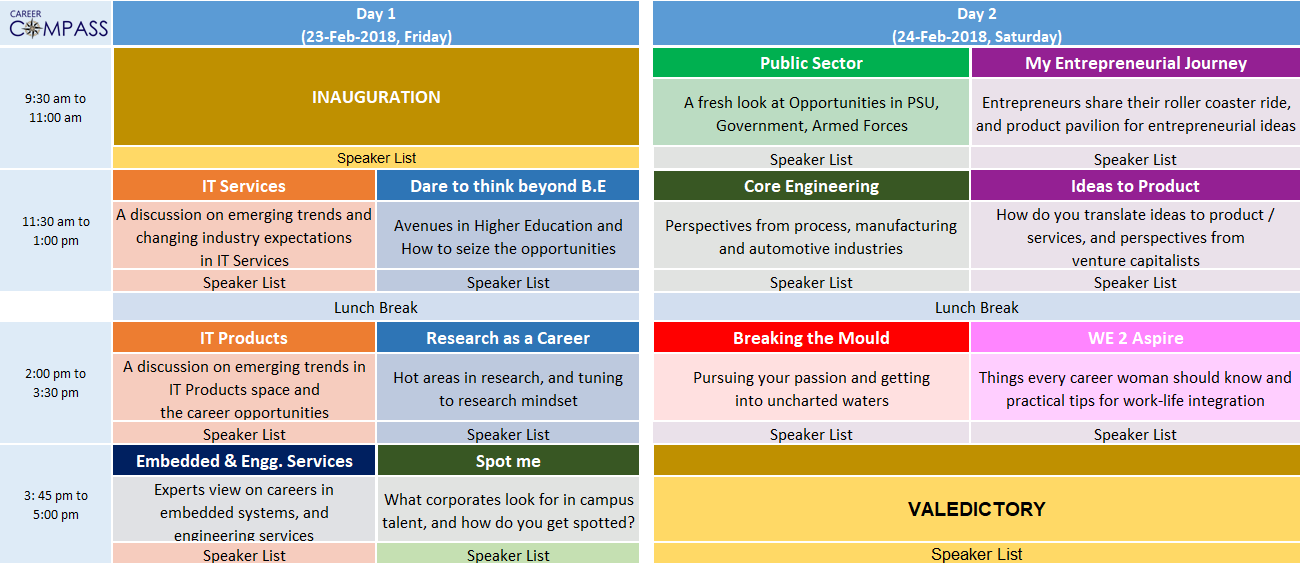 CAREER
COMPASS
Day 1
(23-Feb-2018, Friday)
Day 2
(24-Feb-2018, Saturday)
9:30 am to
11:00 am
INAUGURATION
Speaker List
Public Sector
A fresh look at Opportunities in PSU,
Government, Armed Forces
Speaker List
My Entrepreneurial Journey
Entrepreneurs share their roller coaster ride,
and product pavilion for entrepreneurial ideas
Speaker List
11:30 am to
1:00 pm
IT Services
A discussion on emerging trends and
changing industry expectations
in IT Services
Speaker List
Dare to think beyond B.E
Avenues in Higher Education and
How to seize the opportunities
Speaker List
Core Engineering
Perspectives from process, manufacturing
and automotive industries
Speaker List
Ideas to Product
How do you translate ideas to product /
services, and perspectives from
venture capitalists
Speaker List
Lunch Break
Lunch Break
2:00 pm to
3:30 pm
IT Products
A discussion on emerging trends in
IT Products space and
the career opportunities
Speaker List
Research as a Career
Hot areas in research, and tuning
to research mindset
Speaker List
Breaking the Mould
Pursuing your passion and getting
into uncharted waters
Speaker List
WE 2 Aspire
Things every career woman should know and
practical tips for work-life integration
Speaker List
3: 45 pm to
5:00 pm
Embedded & Engg. Services
Experts view on careers in
embedded systems, and
engineering services
Speaker List
Spot me
What corporates look for in campus
talent, and how do you get spotted?
Speaker List
VALEDICTORY
Speaker List